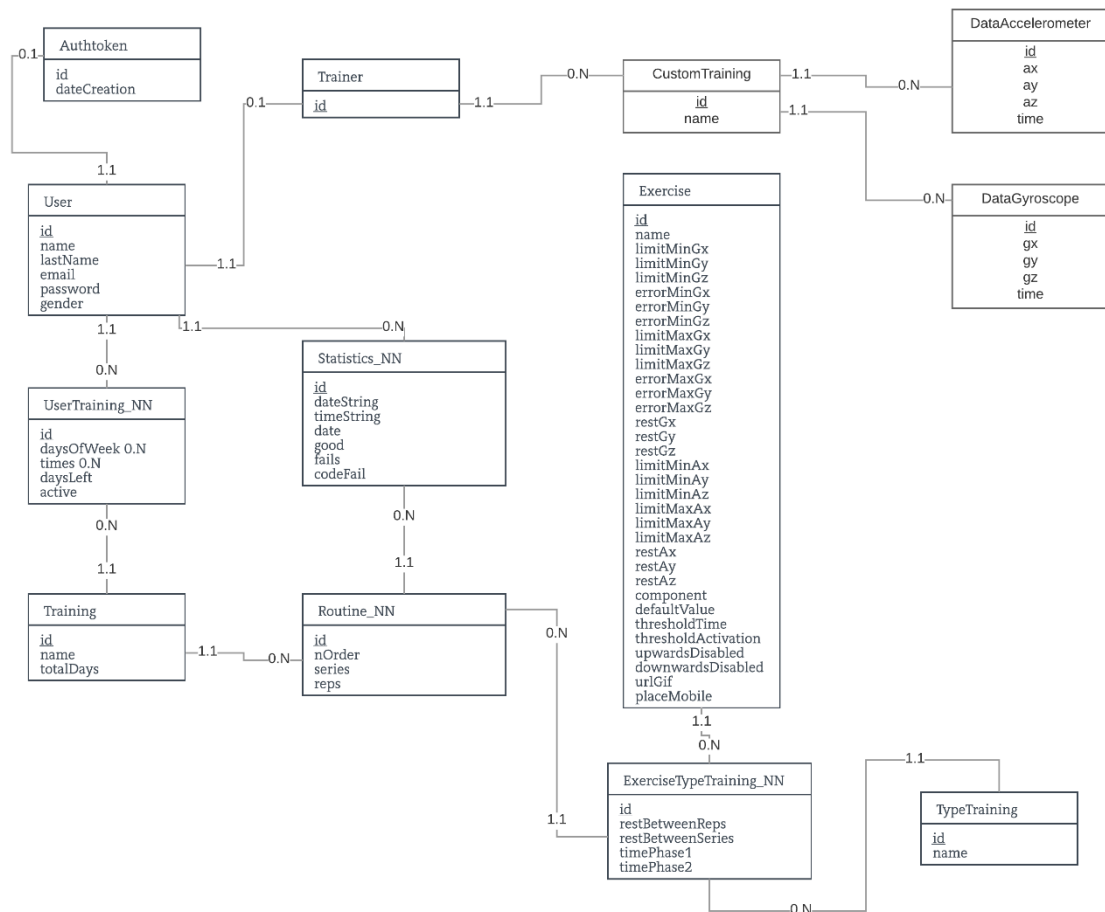 Authtoken
id
dateCreation
0.1
1.1
Trainer
id
0.1
1.1
0.N
CustomTraining
id
name
1.1
1.1
0.N
0.N
DataAccelerometer
id
ax
ay
az
time
DataGyroscope
id
gx
gy
gz
time
User
id
name
lastName
email
password
gender
1.1
1.1
1.1
0.N
0.N
Statistics_NN
id
dateString
timeString
date
good
fails
codeFail
UserTraining_NN
id
daysOfWeek 0.N
times 0.N
daysLeft
active
0.N
1.1
0.N
1.1
Training
id
name
totalDays
1.1
0.N
Routine_NN
id
nOrder
series
reps
0.N
1.1
Exercise
id
name
limitMinGx
limitMinGy
limitMinGz
errorMinGx
errorMinGy
errorMinGz
limitMaxGx
limitMaxGy
limitMaxGz
errorMaxGx
errorMaxGy
errorMaxGz
restGx
restGy
restGz
limitMinAx
limitMinAy
limitMinAz
limitMaxAx
limitMaxAy
limitMaxAz
restAx
restAy
restAz
component
defaultValue
thresholdTime
thresholdActivation
upwardsDisabled
downwardsDisabled
urlGif
placeMobile
1.1
0.N
ExerciseTypeTraining_NN
id
restBetweenReps
restBetweenSeries
timePhase1
timePhase2
0.N
1.1
TypeTraining
id
name